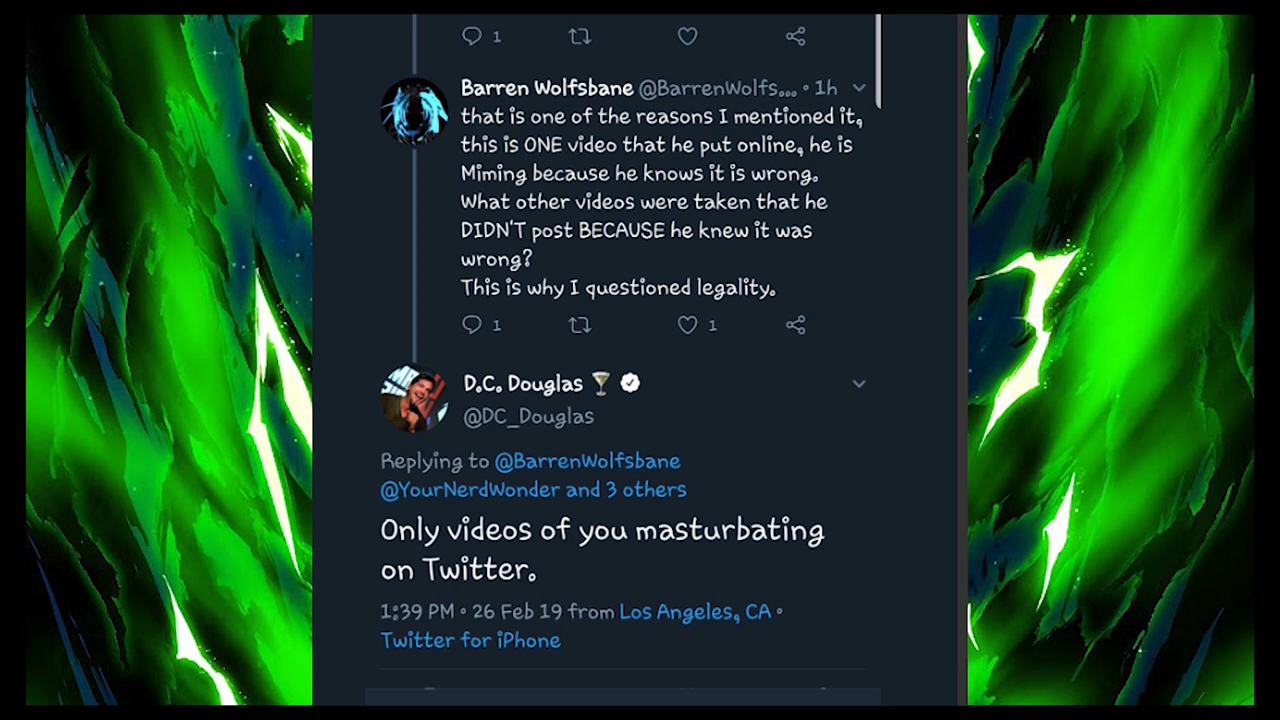 1
Barren Wolfsbane @BarrenWolfs... • 1h
that is one of the reasons I mentioned it,
this is ONE video that he put online, he is
Miming because he knows it is wrong.
What other videos were taken that he
DIDN'T post BECAUSE he knew it was
wrong?
This is why I questioned legality.
1 1
D.C. Douglas 🍸
@DC_Douglas
Replying to @BarrenWolfsbane
@YourNerdWonder and 3 others
Only videos of you masturbating
on Twitter.
1:39 PM • 26 Feb 19 from Los Angeles, CA •
Twitter for iPhone